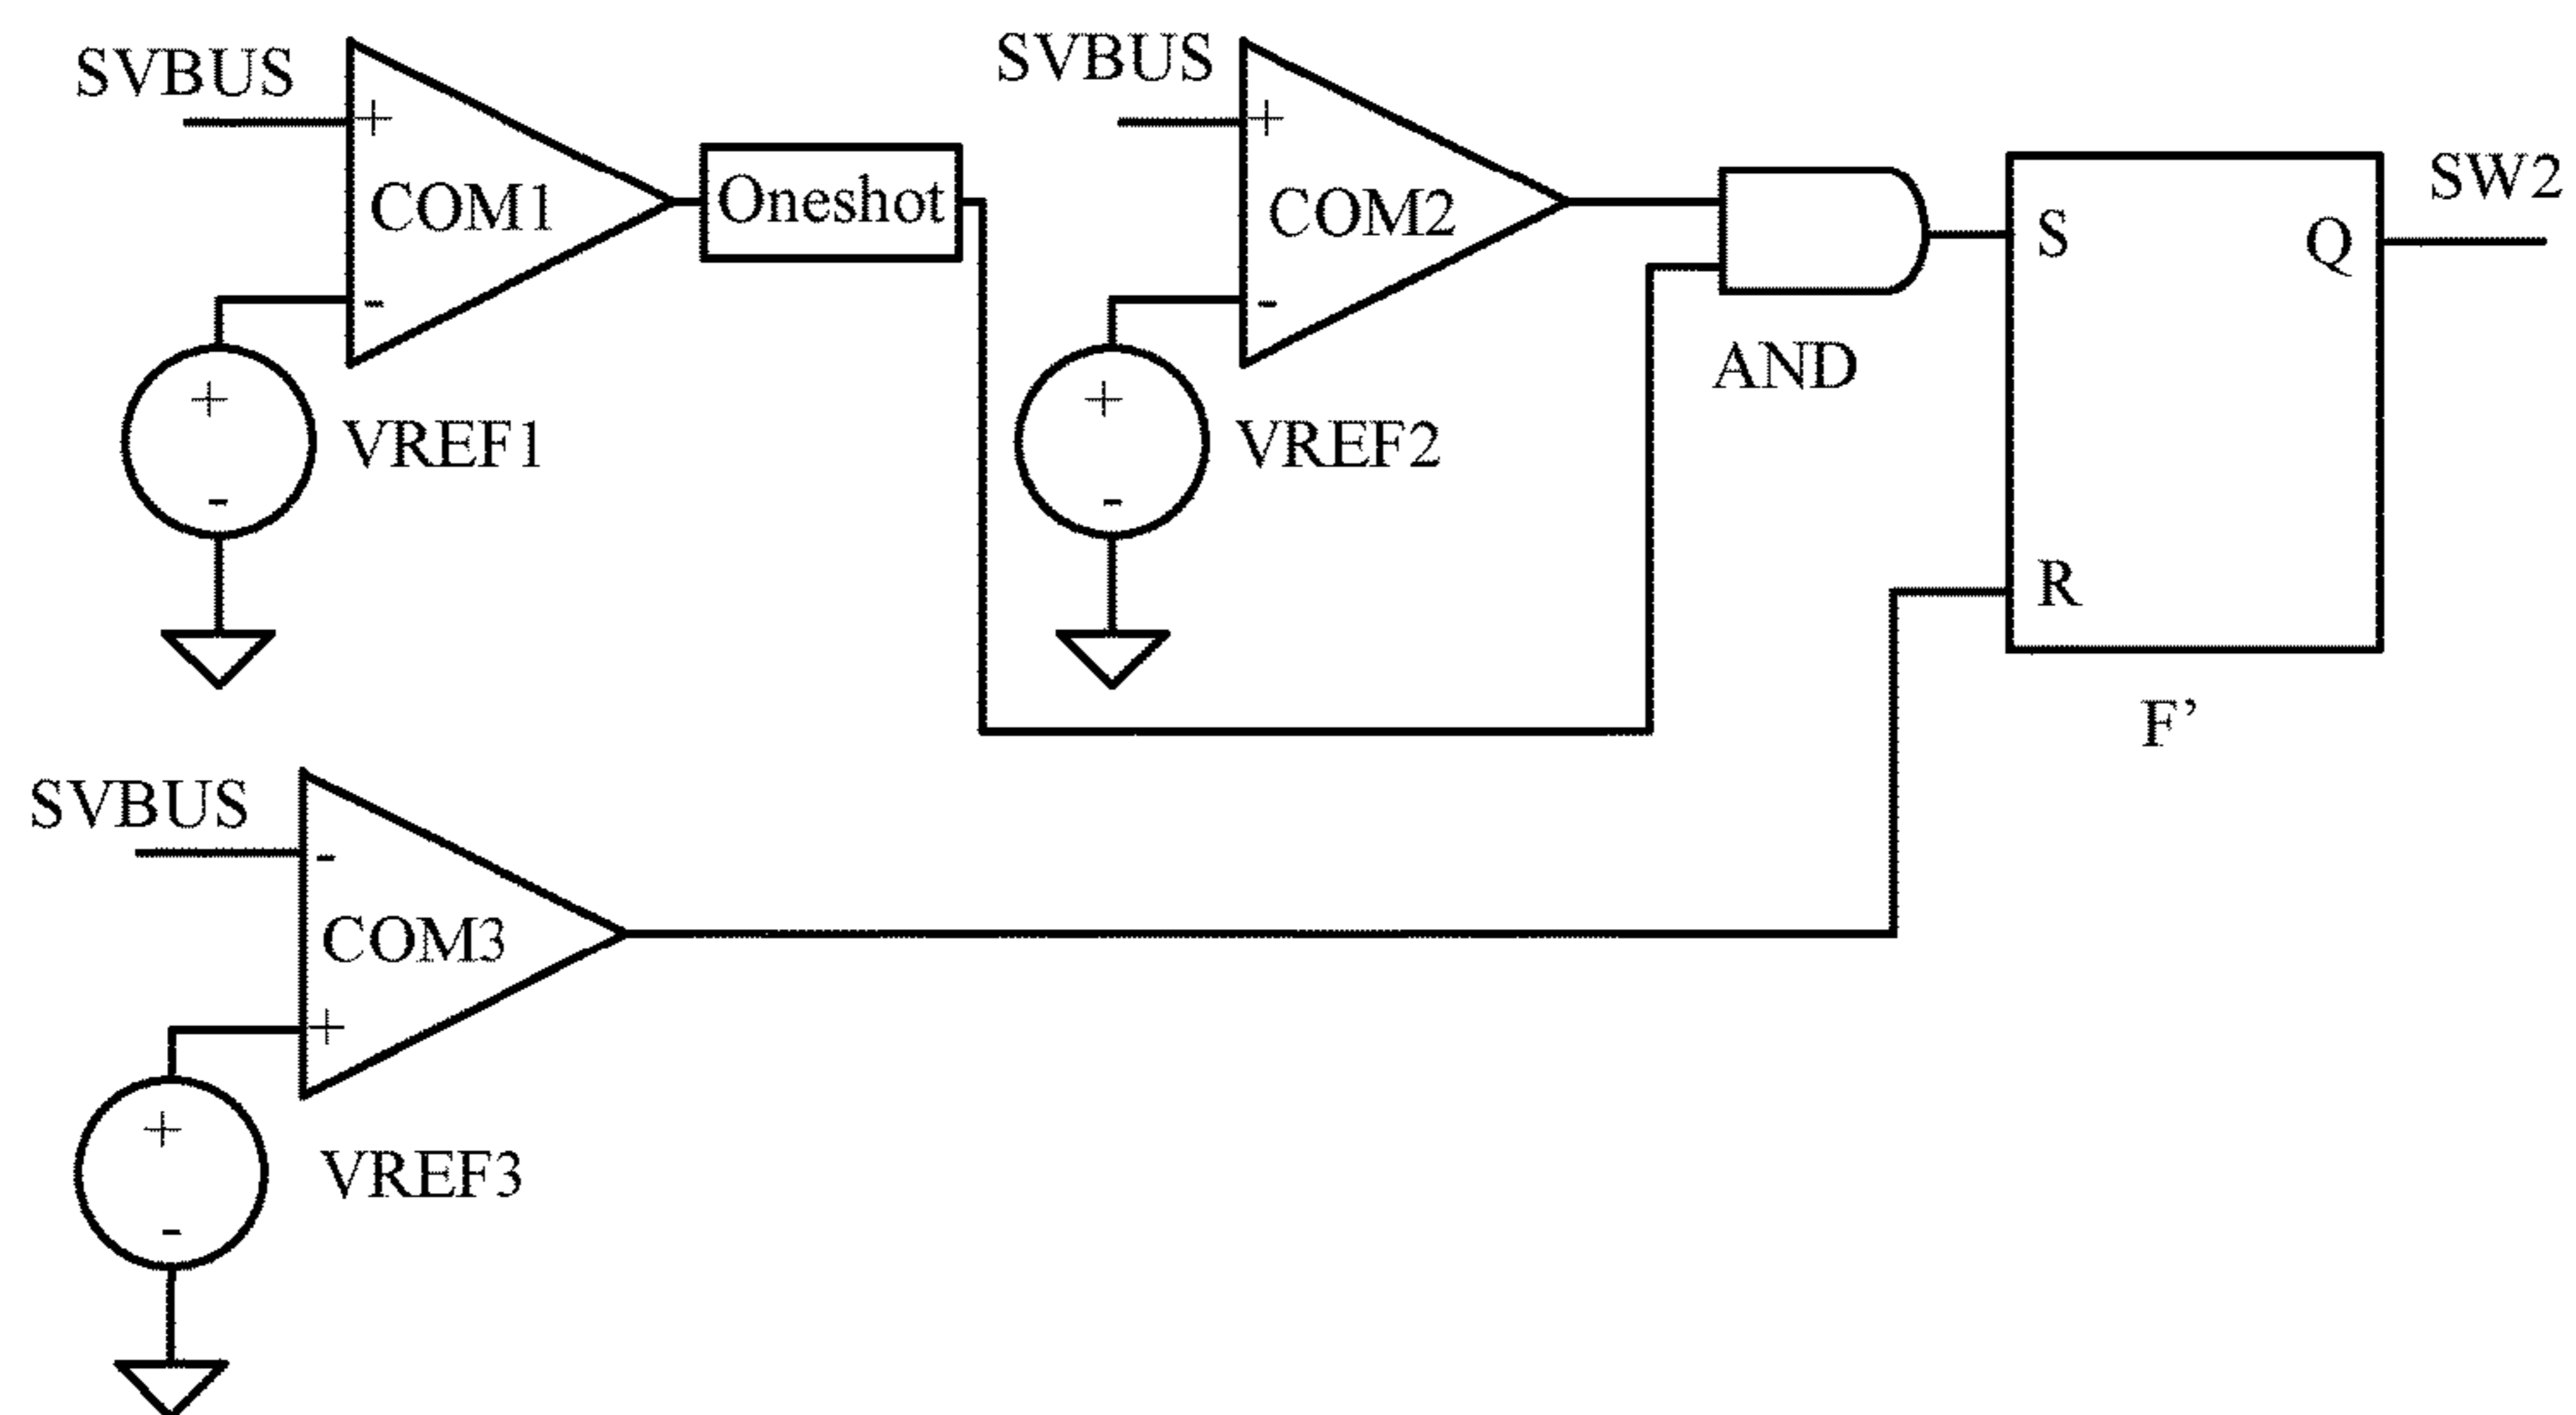 SVBUS
+
COM1
-
Oneshot
+
VREF1
-
SVBUS
+
COM2
-
+
VREF2
-
AND
S
Q
R
SW2
F’
SVBUS
-
COM3
+
+
VREF3
-